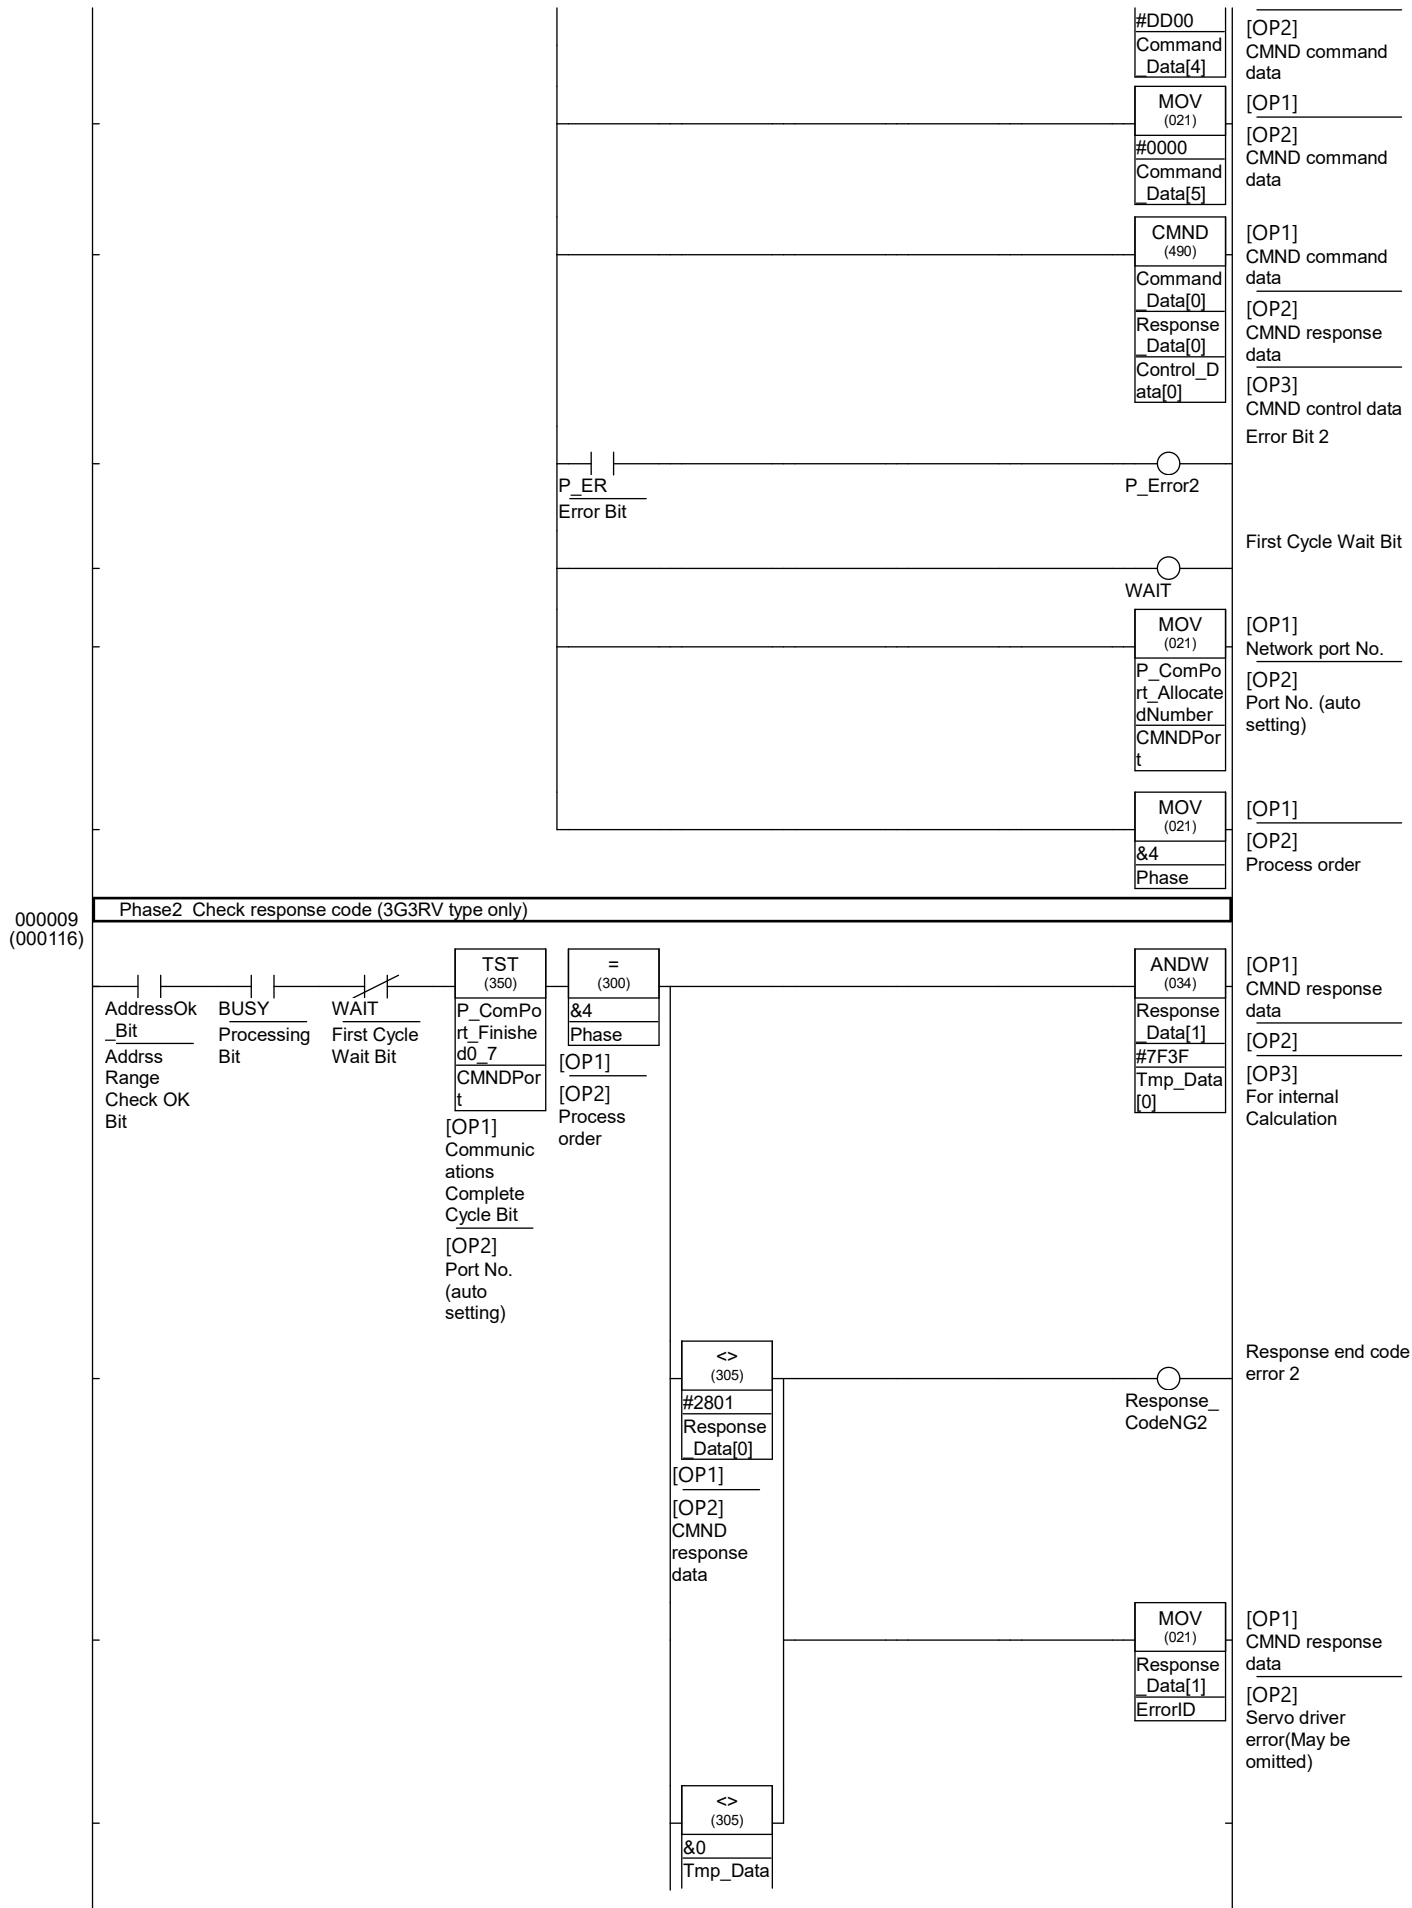 #DD00
Command
_Data[4]
[OP2]
CMND command
data
MOV
(021)
#0000
Command
_Data[5]
[OP1]
[OP2]
CMND command
data
CMND
(490)
Command
_Data[0]
Response
_Data[0]
Control_D
ata[0]
[OP1]
CMND command
data
[OP2]
CMND response
data
[OP3]
CMND control data
Error Bit 2
P_ER
Error Bit
P_Error2
First Cycle Wait Bit
WAIT
MOV
(021)
P_ComPo
rt_Allocate
dNumber
CMNDPor
t
[OP1]
Network port No.
[OP2]
Port No. (auto
setting)
MOV
(021)
&4
Phase
[OP1]
[OP2]
Process order
000009
(000116)
Phase2 Check response code (3G3RV type only)
AddressOk
_Bit
Addrss
Range
Check OK
Bit
BUSY
Processing
Bit
WAIT
First Cycle
Wait Bit
TST
(350)
P_ComPo
rt_Finishe
d0_7
CMNDPor
t
[OP1]
Communic
ations
Complete
Cycle Bit
[OP2]
Port No.
(auto
setting)
=
(300)
&4
Phase
[OP1]
[OP2]
Process
order
ANDW
(034)
Response
_Data[1]
#7F3F
Tmp_Data
[0]
[OP1]
CMND response
data
[OP2]
[OP3]
For internal
Calculation
<>
(305)
#2801
Response
_Data[0]
[OP1]
[OP2]
CMND
response
data
Response_
CodeNG2
Response end code
error 2
MOV
(021)
Response
_Data[1]
ErrorID
[OP1]
CMND response
data
[OP2]
Servo driver
error(May be
omitted)
<>
(305)
&0
Tmp_Data